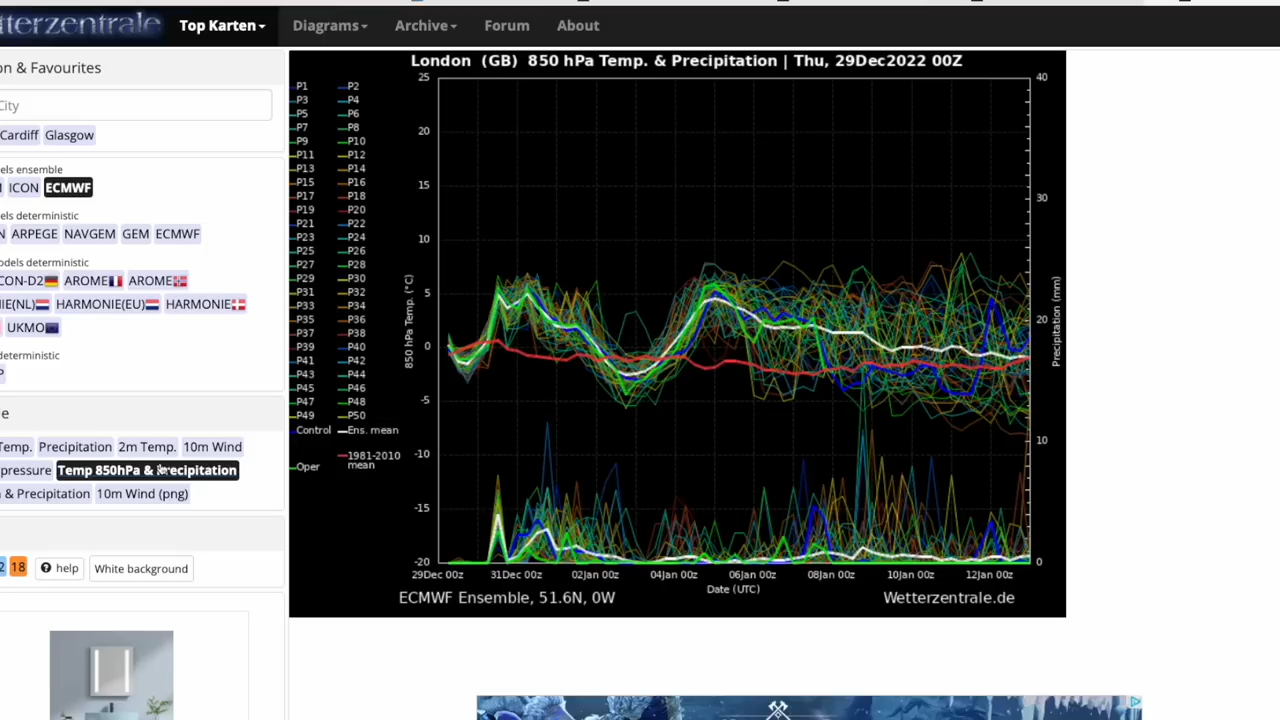 tterzentrale
Top Karten
Diagrams
Archive
Forum
About
on & Favourites
City
Cardiff Glasgow
els ensemble
ICON ECMWF
els deterministic
N ARPEGE NAVGEM GEM ECMWF
odels deterministic
CON-D2 AROME AROME
IE(NL) HARMONIE(EU) HARMONIE
UKMO
deterministic
P
e
Temp. Precipitation 2m Temp. 10m Wind
pressure Temp 850hPa & Precipitation
& Precipitation 10m Wind (png)
2 18 help White background
London (GB) 850 hPa Temp. & Precipitation | Thu, 29Dec2022 00Z
P1 P2
P3 P4
P5 P6
P7 P8
P9 P10
P11 P12
P13 P14
P15 P16
P17 P18
P19 P20
P21 P22
P23 P24
P25 P26
P27 P28
P29 P30
P31 P32
P33 P34
P35 P36
P37 P38
P39 P40
P41 P42
P43 P44
P45 P46
P47 P48
P49 P50
Control Ens. mean
Oper 1981-2010
mean
850 hPa Temp. (°C)
25
20
15
10
5
0
-5
-10
-15
-20
40
30
20
10
0
Precipitation (mm)
29Dec 00z 31Dec 00z 02Jan 00z 04Jan 00z 06Jan 00z 08Jan 00z 10Jan 00z 12Jan 00z
Date (UTC)
ECMWF Ensemble, 51.6N, 0W
Wetterzentrale.de